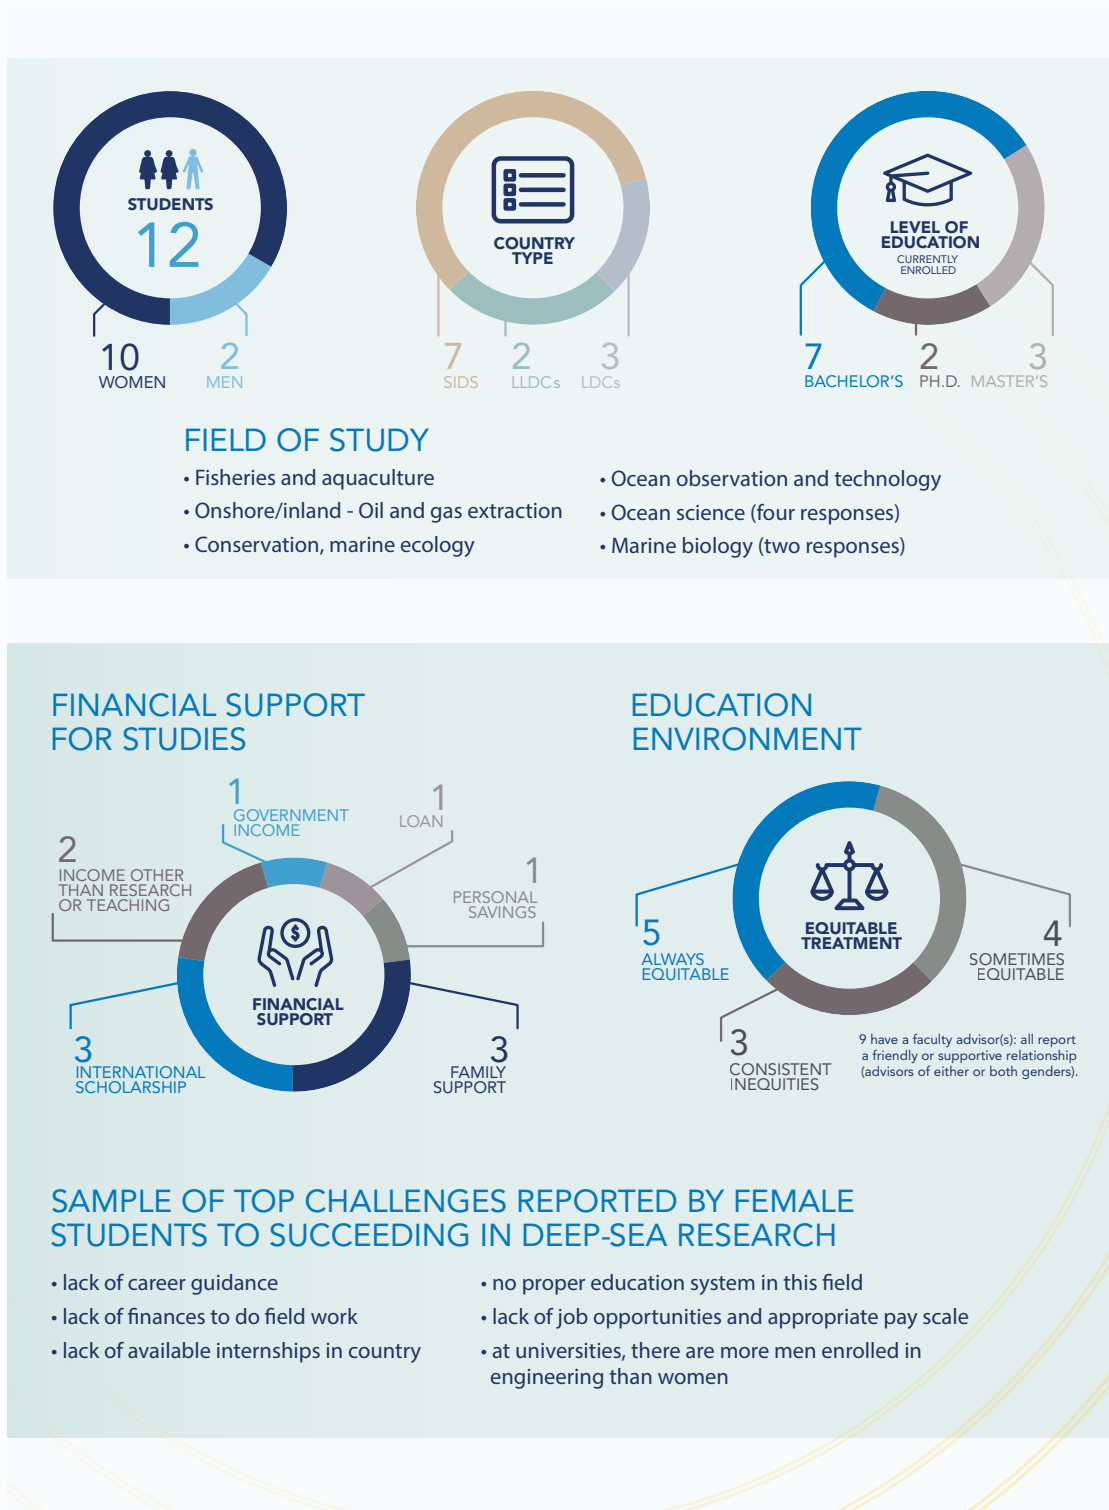 STUDENTS
12
10
WOMEN
2
MEN
COUNTRY
TYPE
7
SIDS
2
LLDCs
3
LDCs
LEVEL OF
EDUCATION
CURRENTLY
ENROLLED
7
BACHELOR'S
2
PH.D.
3
MASTER'S
FIELD OF STUDY
• Fisheries and aquaculture
• Onshore/inland - Oil and gas extraction
• Conservation, marine ecology
• Ocean observation and technology
• Ocean science (four responses)
• Marine biology (two responses)
FINANCIAL SUPPORT
FOR STUDIES
1
GOVERNMENT
INCOME
1
LOAN
2
INCOME OTHER
THAN RESEARCH
OR TEACHING
1
PERSONAL
SAVINGS
$
FINANCIAL
SUPPORT
3
INTERNATIONAL
SCHOLARSHIP
3
FAMILY
SUPPORT
EDUCATION
ENVIRONMENT
EQUITABLE
TREATMENT
5
ALWAYS
EQUITABLE
4
SOMETIMES
EQUITABLE
3
CONSISTENT
INEQUITIES
9 have a faculty advisor(s): all report
a friendly or supportive relationship
(advisors of either or both genders).
SAMPLE OF TOP CHALLENGES REPORTED BY FEMALE
STUDENTS TO SUCCEEDING IN DEEP-SEA RESEARCH
• lack of career guidance
• lack of finances to do field work
• lack of available internships in country
• no proper education system in this field
• lack of job opportunities and appropriate pay scale
• at universities, there are more men enrolled in
engineering than women